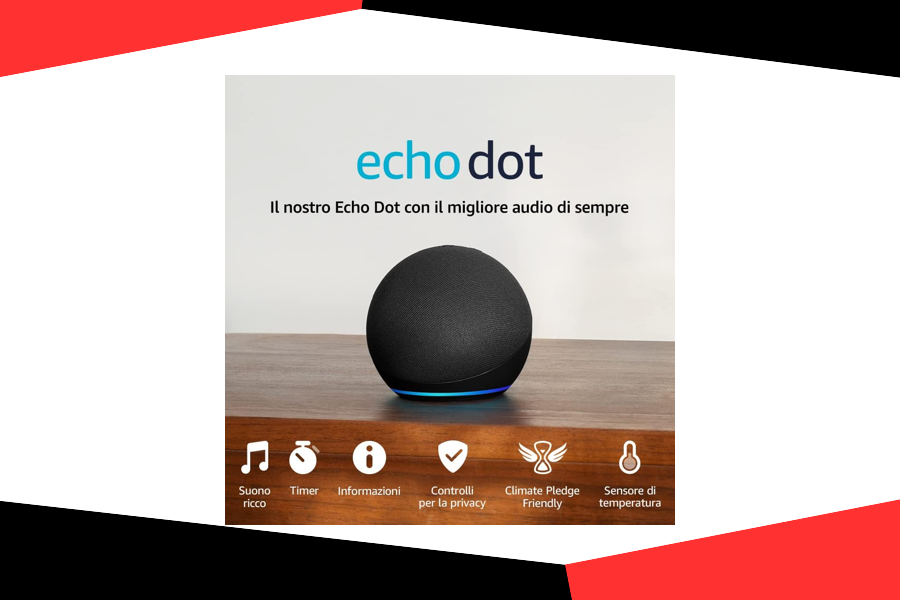 echo dot
Il nostro Echo Dot con il migliore audio di sempre
Suono
ricco
Timer
Informazioni
Controlli
per la privacy
Climate Pledge
Friendly
Sensore di
temperatura